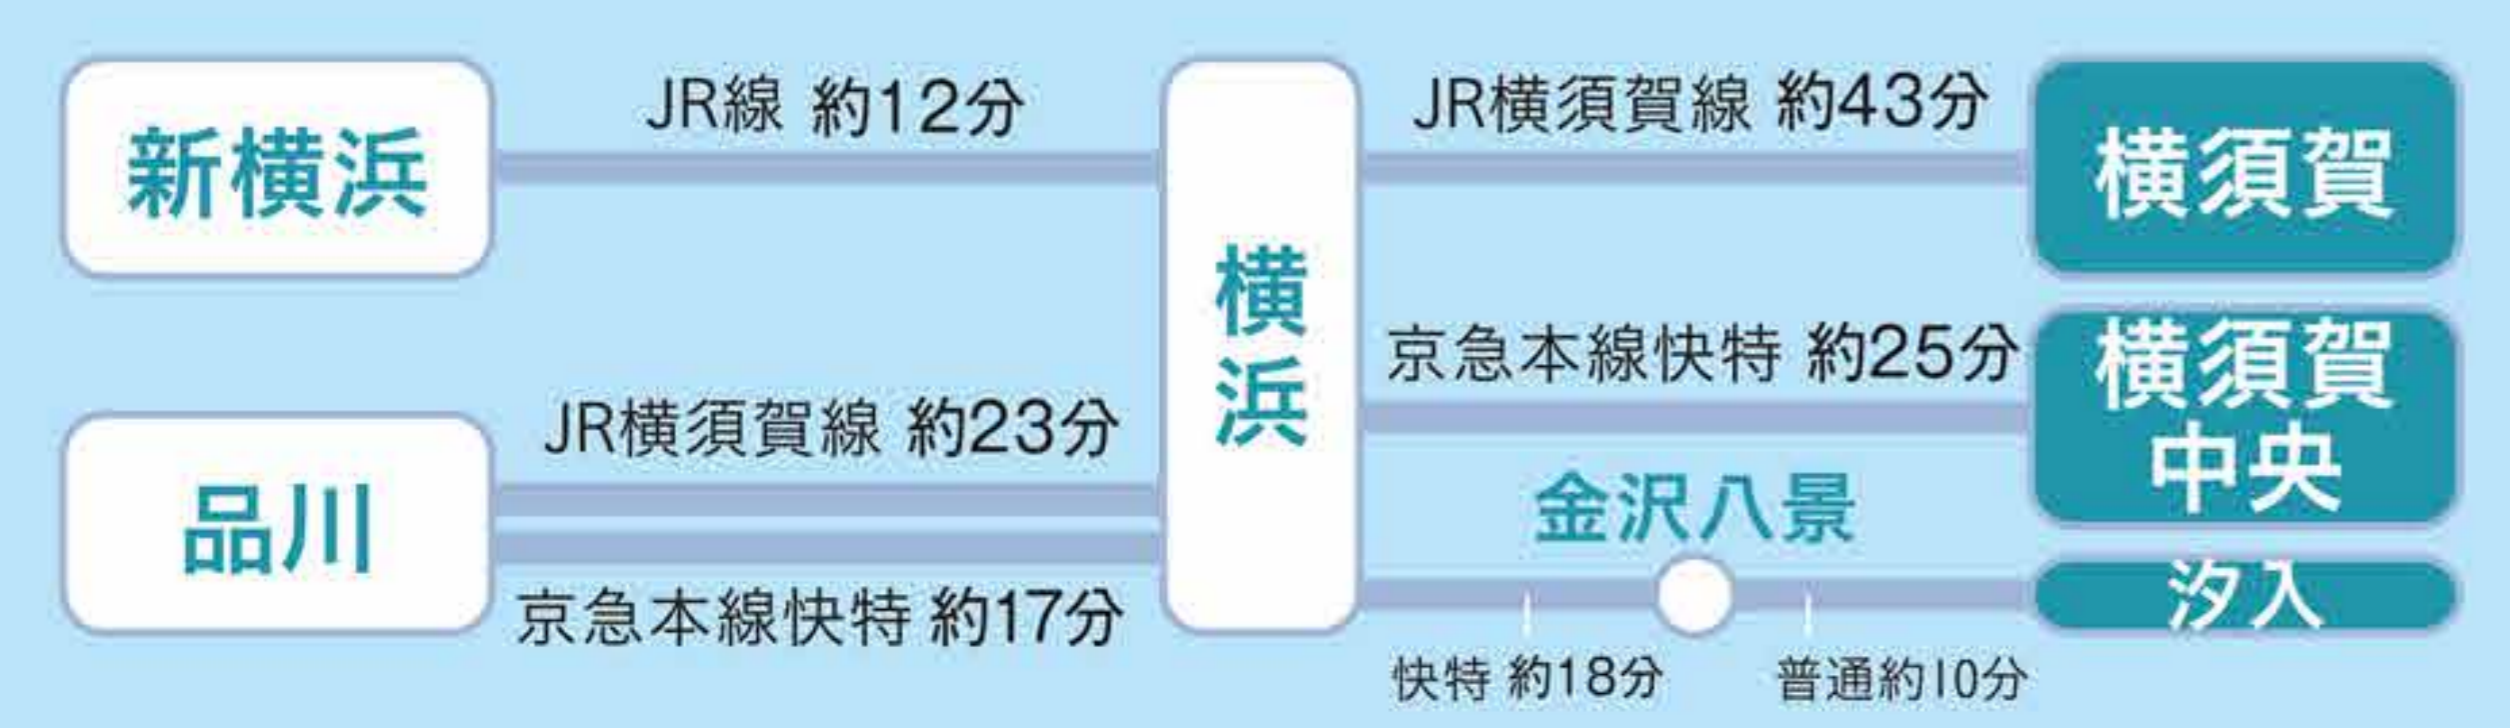 新横浜
JR線 約12分
横浜
JR横須賀線 約43分
横須賀
品川
JR横須賀線 約23分
京急本線快特 約17分
京急本線快特 約25分
横須賀
中央
金沢八景
快特 約18分
普通約10分
汐入